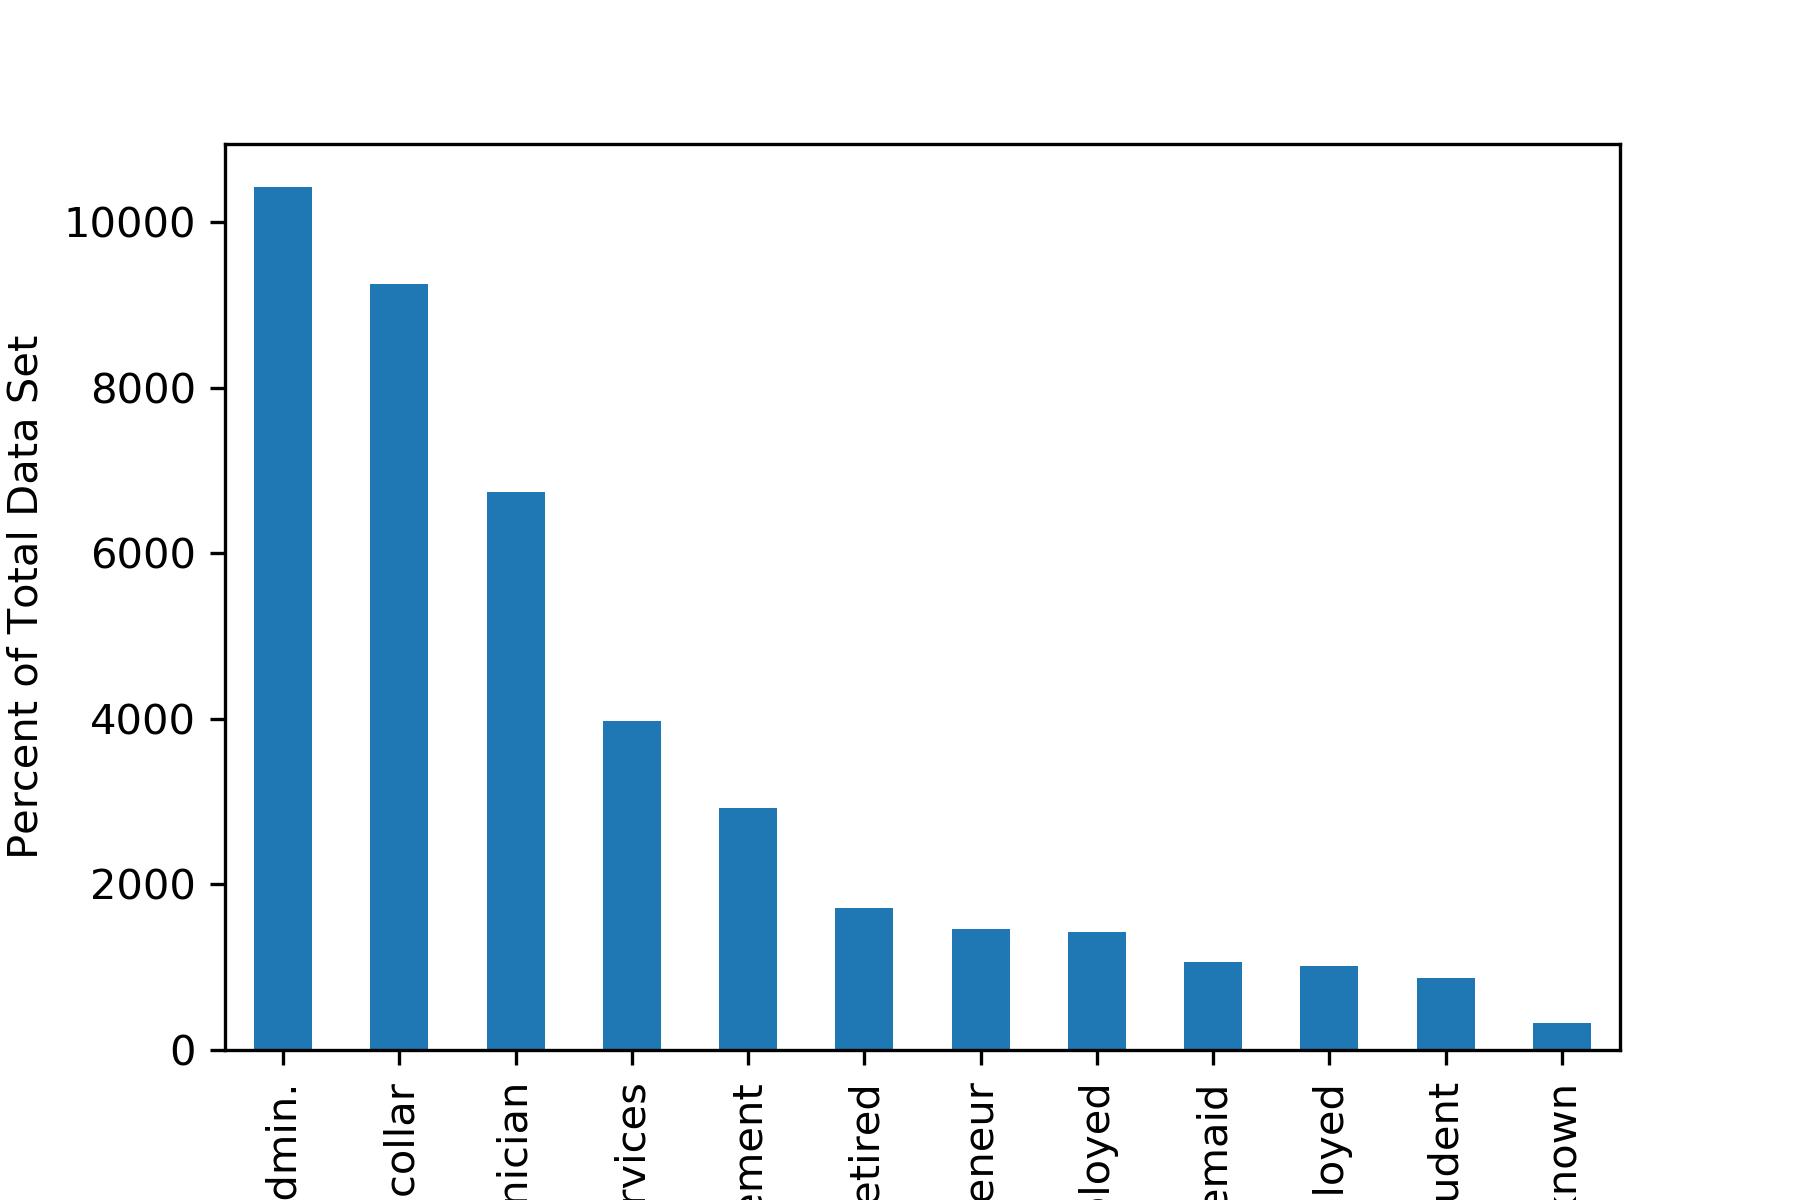 Percent of Total Data Set
10000
8000
6000
4000
2000
0
dmin.
collar
nician
rvices
ement
etired
eneur
ployed
emaid
loyed
udent
known